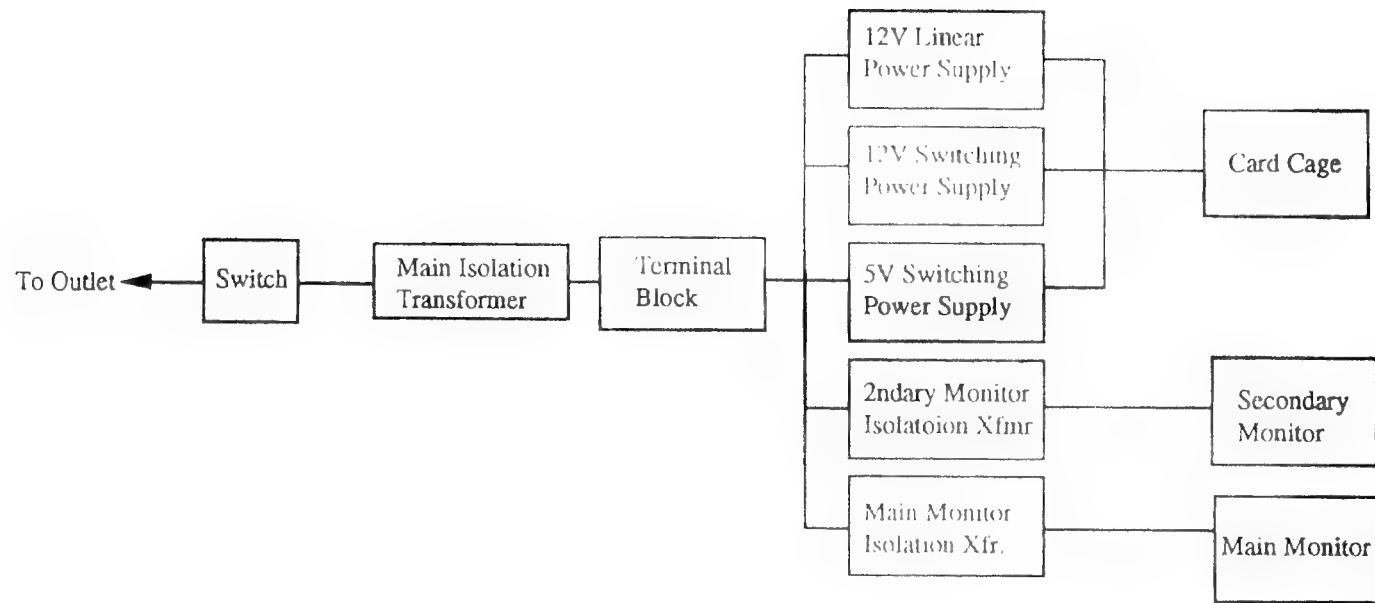 12V Linear
Power Supply
12V Switching
Power Supply
Card Cage
To Outlet
Switch
Main Isolation
Transformer
Terminal
Block
5V Switching
Power Supply
2ndary Monitor
Isolatoion Xfmr
Secondary
Monitor
Main Monitor
Isolation Xfr.
Main Monitor